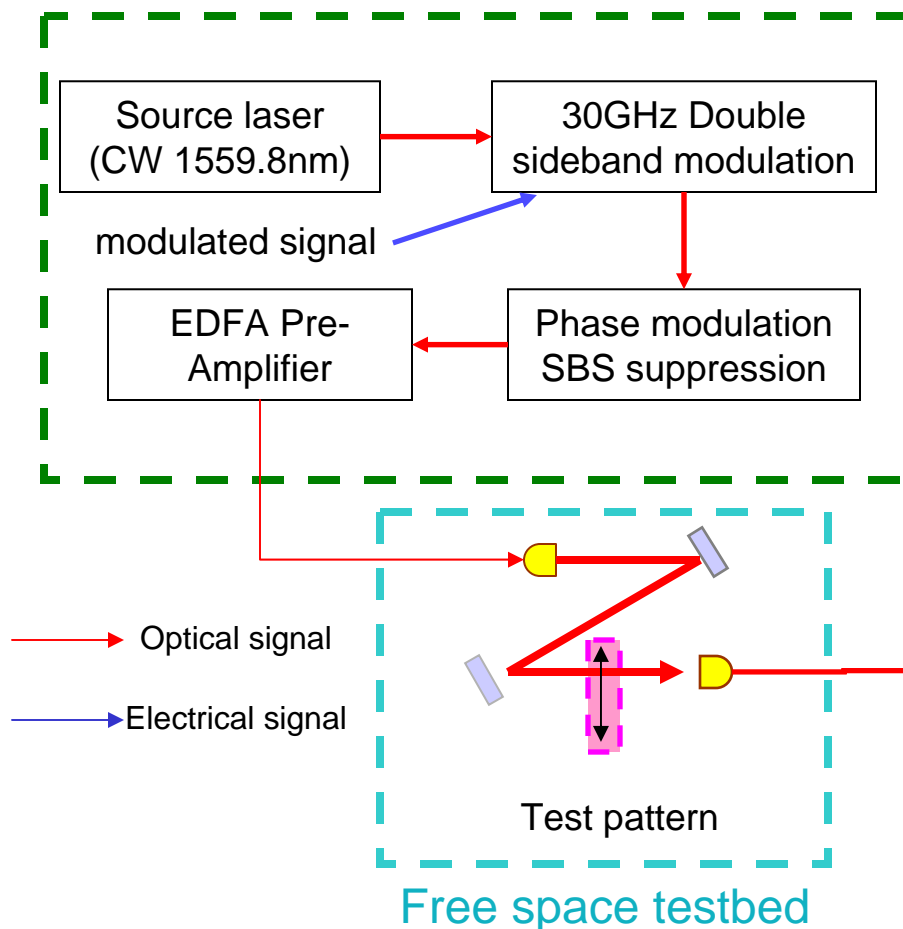 Source laser
(CW 1559.8nm)
30GHz Double
sideband modulation
modulated signal
EDFA Pre-
Amplifier
Phase modulation
SBS suppression
Optical signal
Electrical signal
Test pattern
Free space testbed